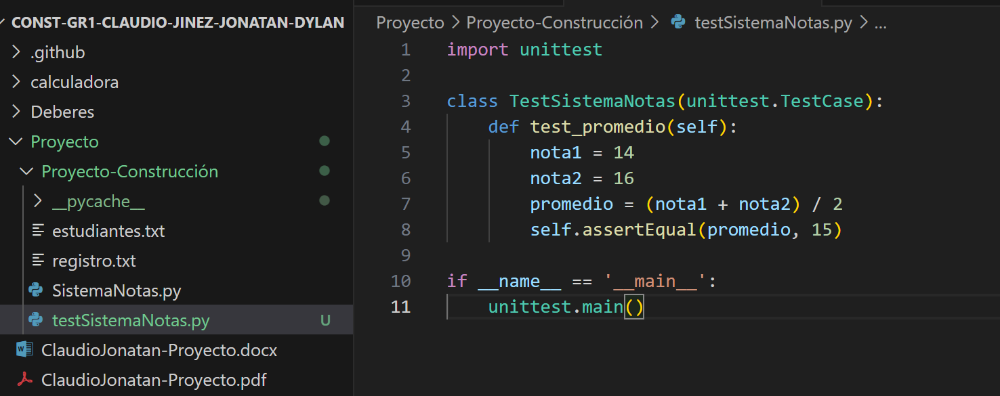 CONST-GR1-CLAUDIO-JINEZ-JONATAN-DYLAN
.github
calculadora
Deberes
Proyecto
Proyecto-Construcción
__pycache__
estudiantes.txt
registro.txt
SistemaNotas.py
testSistemaNotas.py U
ClaudioJonatan-Proyecto.docx
ClaudioJonatan-Proyecto.pdf
Proyecto > Proyecto-Construcción > testSistemaNotas.py > ...
1 import unittest
2
3 class TestSistemaNotas(unittest.TestCase):
4     def test_promedio(self):
5         nota1 = 14
6         nota2 = 16
7         promedio = (nota1 + nota2) / 2
8         self.assertEqual(promedio, 15)
9
10 if __name__ == '__main__':
11     unittest.main()